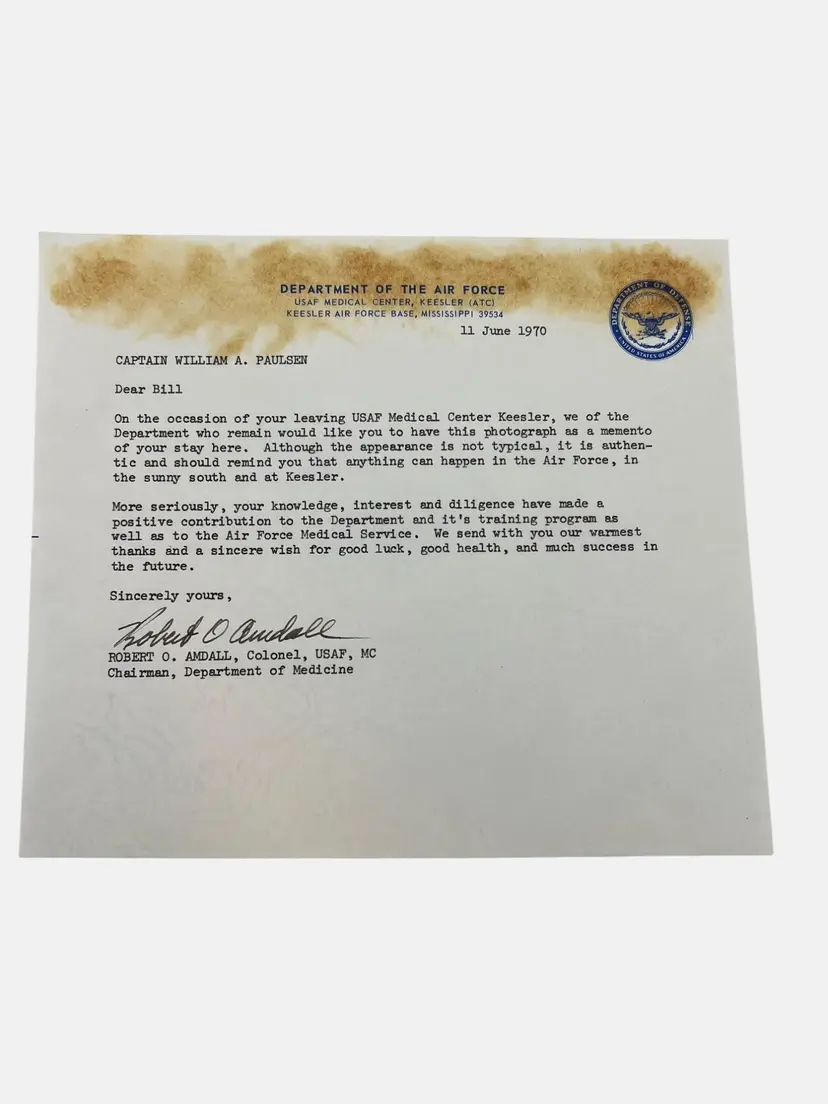 DEPARTMENT OF THE AIR FORCE
USAF MEDICAL CENTER, KEESLER (ATC)
KEESLER AIR FORCE BASE, MISSISSIPPI 39534
DEPARTMENT OF DEFENSE
UNITED STATES OF AMERICA
11 June 1970
CAPTAIN WILLIAM A. PAULSEN
Dear Bill
On the occasion of your leaving USAF Medical Center Keesler, we of the
Department who remain would like you to have this photograph as a memento
of your stay here.  Although the appearance is not typical, it is authen-
tic and should remind you that anything can happen in the Air Force, in
the sunny south and at Keesler.
More seriously, your knowledge, interest and diligence have made a
positive contribution to the Department and it's training program as
well as to the Air Force Medical Service.  We send with you our warmest
thanks and a sincere wish for good luck, good health, and much success in
the future.
Sincerely yours,
Robert O Amdall
ROBERT O. AMDALL, Colonel, USAF, MC
Chairman, Department of Medicine